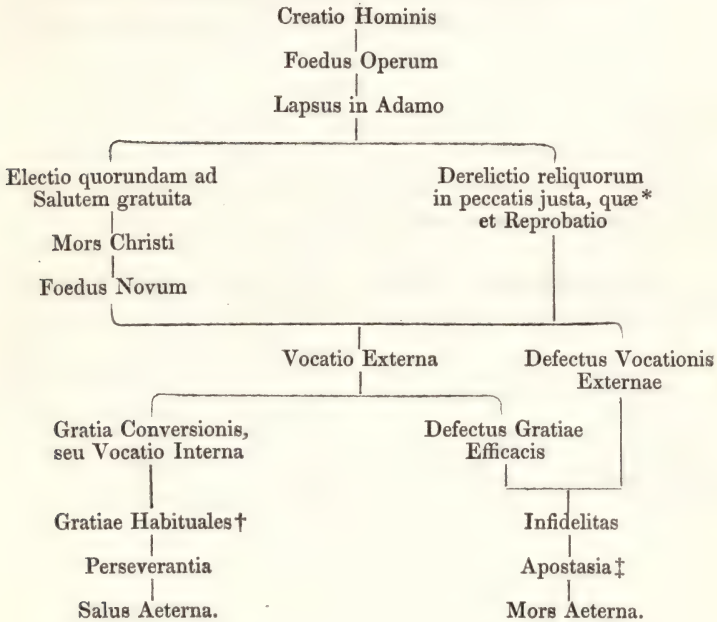 Creatio Hominis
Foedus Operum
Lapsus in Adamo
Electio quorundam ad
Salutem gratuita
Derelictio reliquorum
in peccatis justa, quæ*
et Reprobatio
Mors Christi
Foedus Novum
Vocatio Externa
Defectus Vocationis
Externae
Gratia Conversionis,
seu Vocatio Interna
Defectus Gratiae
Efficacis
Gratiae Habituales†
Infidelitas
Perseverantia
Apostasia‡
Salus Aeterna.
Mors Aeterna.